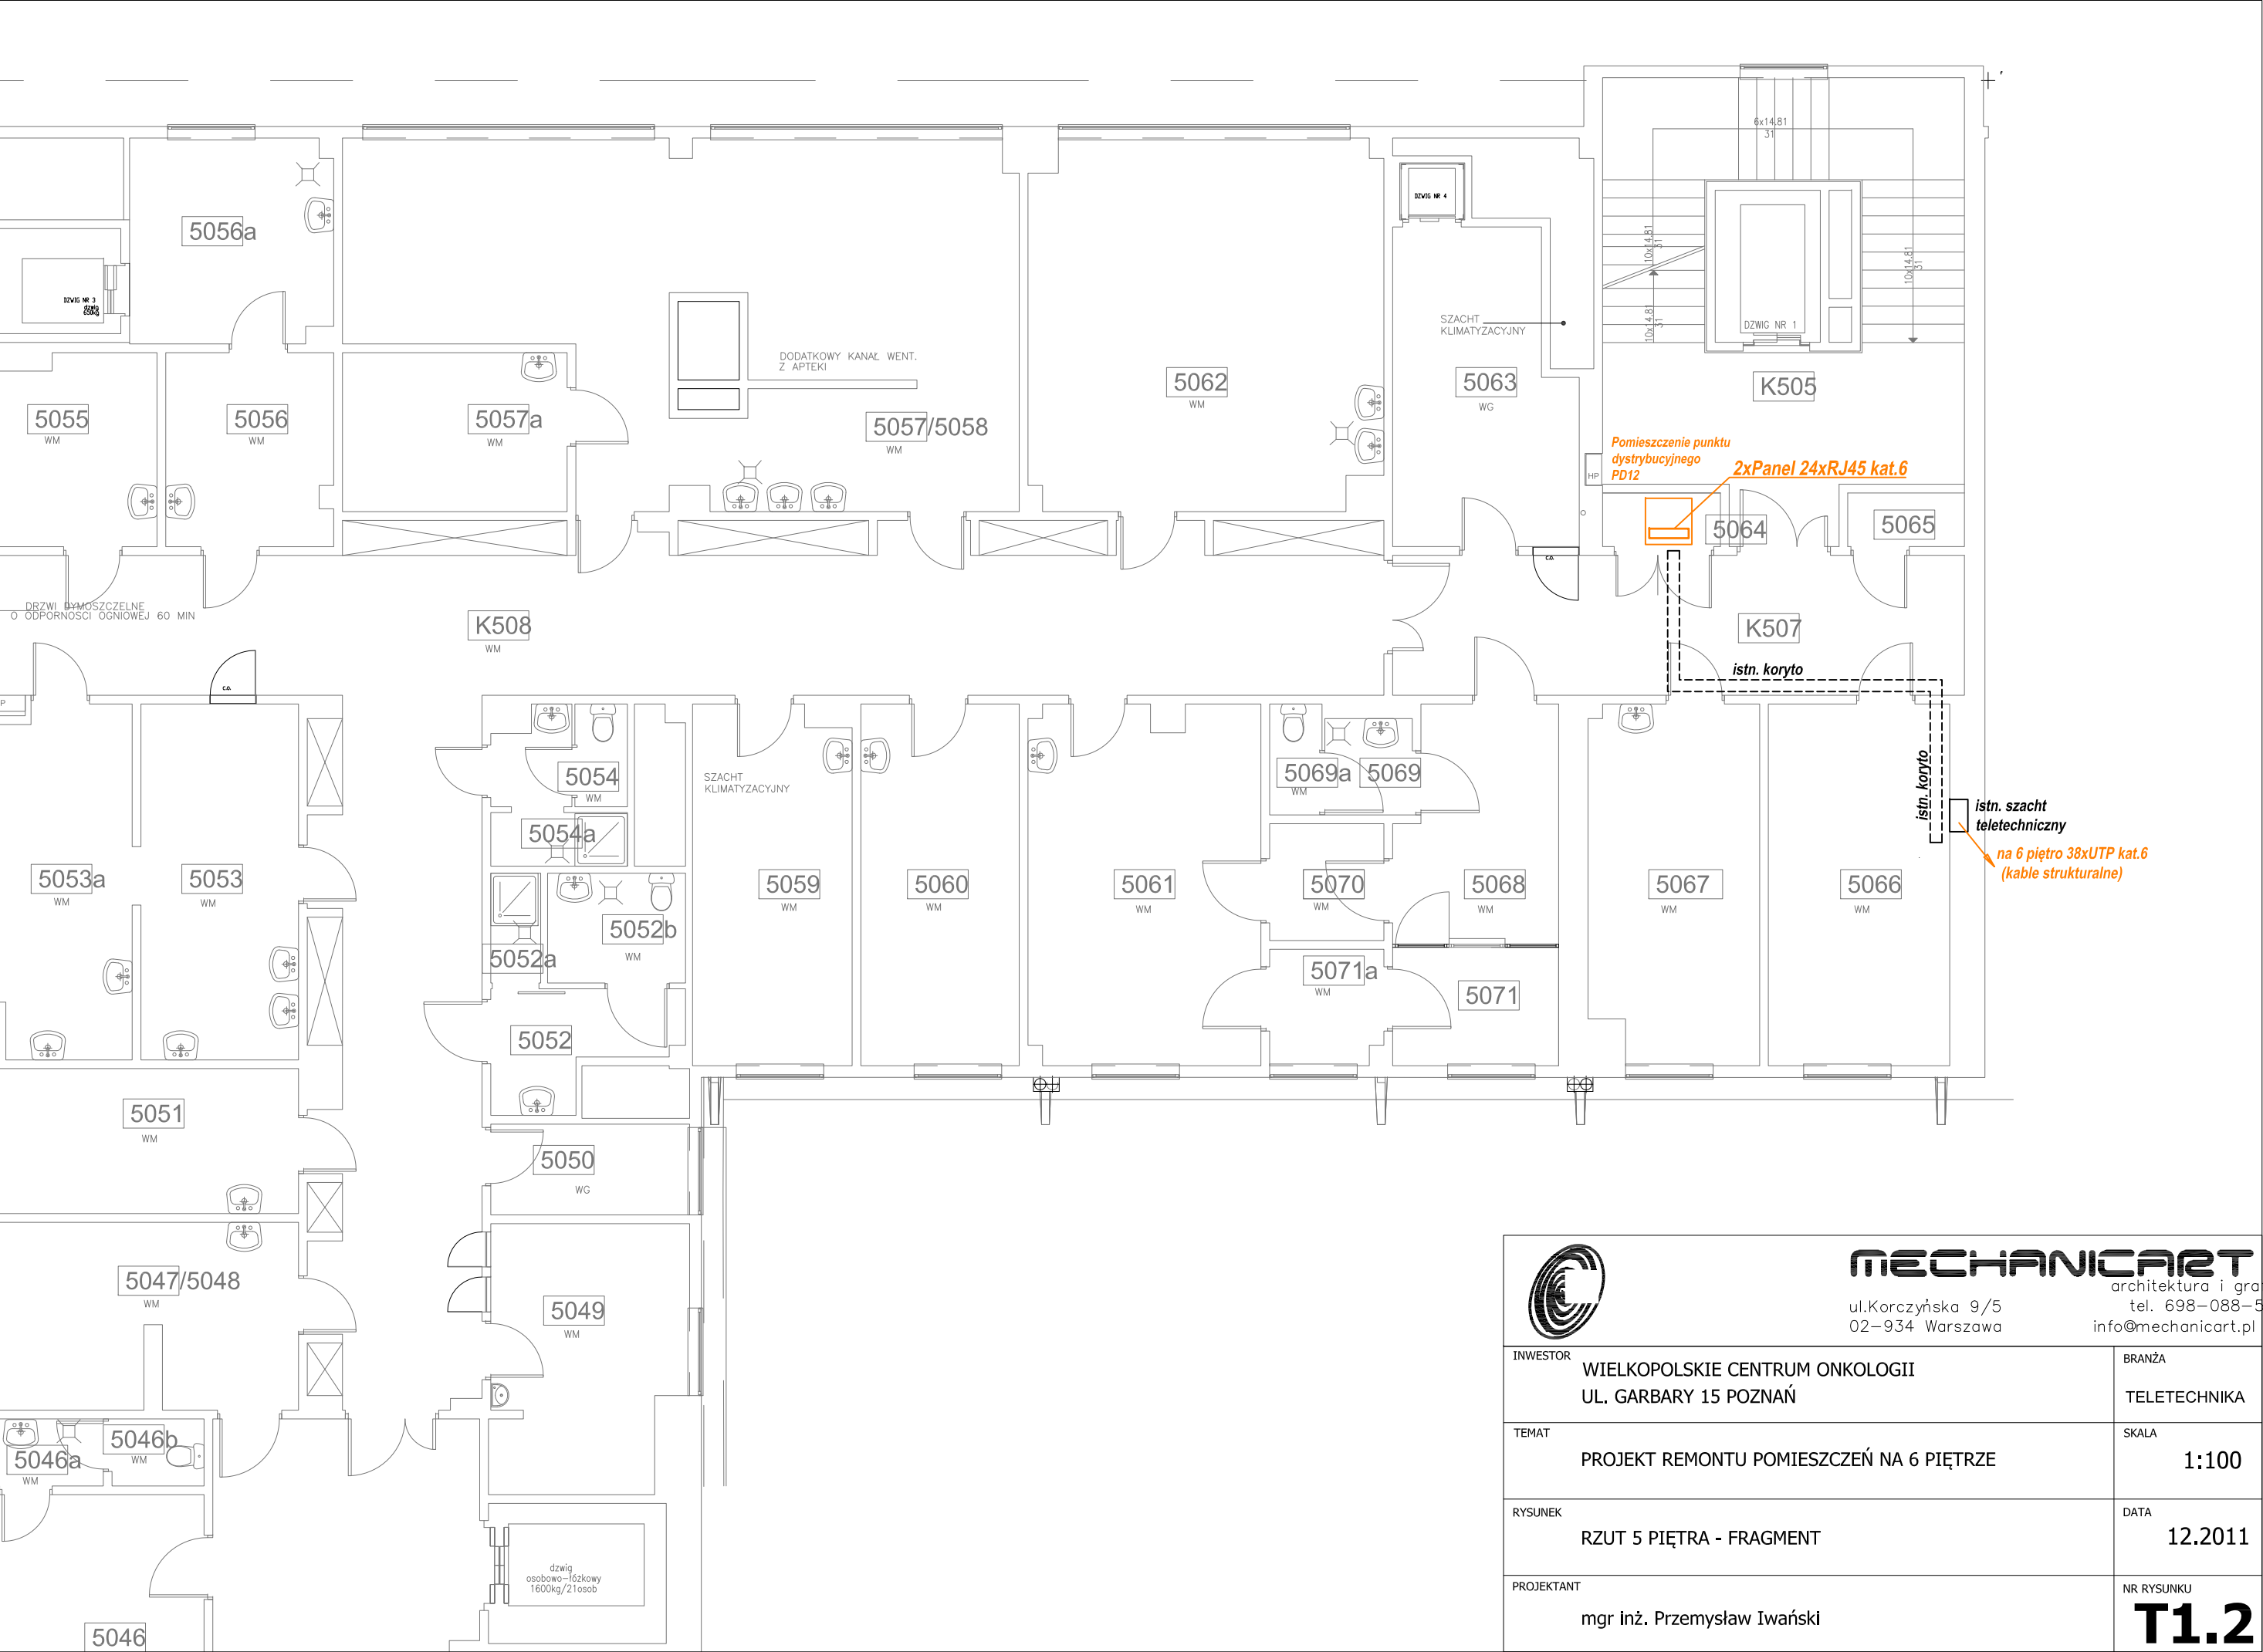 6x14.81
31
DZWIG NR 4
5056a
10x14.81
31
10x14.81
31
DZWIG NR 3
dzwig
650kg
SZACHT
KLIMATYZACYJNY
10x14.81
31
DZWIG NR 1
DODATKOWY KANAŁ WENT.
Z APTEKI
5062
WM
5063
WG
K505
5055
WM
5056
WM
5057a
WM
5057/5058
WM
Pomieszczenie punktu
dystrybucyjnego
PD12
2xPanel 24xRJ45 kat.6
HP
5064
5065
c.o.
DRZWI DYMOSZCZELNE
O ODPORNOSCI OGNIOWEJ 60 MIN
K508
WM
K507
istn. koryto
c.o.
P
5054
WM
SZACHT
KLIMATYZACYJNY
5069a
WM
5069
istn. koryto
istn. szacht
teletechniczny
5054a
na 6 piętro 38xUTP kat.6
(kable strukturalne)
5053a
WM
5053
WM
5059
WM
5060
WM
5061
WM
5070
WM
5068
WM
5067
WM
5066
WM
5052b
WM
5052a
5071a
WM
5071
5052
5051
WM
5050
WG
5047/5048
WM
5049
WM
5046b
WM
5046a
WM
dzwig
osobowo-łóżkowy
1600kg/21osob
5046
MECHANICART
architektura i gra
ul.Korczyńska 9/5
tel. 698-088-5
02-934 Warszawa
info@mechanicart.pl
INWESTOR
WIELKOPOLSKIE CENTRUM ONKOLOGII
UL. GARBARY 15 POZNAŃ
BRANŻA
TELETECHNIKA
TEMAT
PROJEKT REMONTU POMIESZCZEŃ NA 6 PIĘTRZE
SKALA
1:100
RYSUNEK
RZUT 5 PIĘTRA - FRAGMENT
DATA
12.2011
PROJEKTANT
mgr inż. Przemysław Iwański
NR RYSUNKU
T1.2